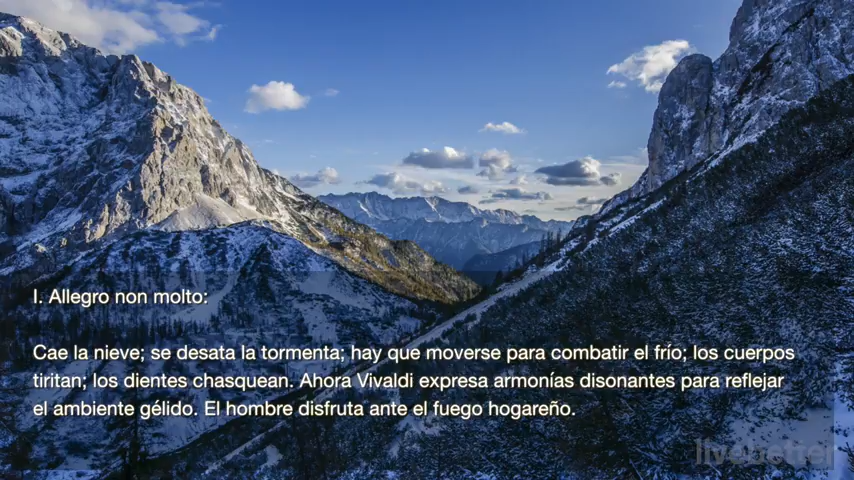 I. Allegro non molto:
Cae la nieve; se desata la tormenta; hay que moverse para combatir el frío; los cuerpos
tiritan; los dientes chasquean. Ahora Vivaldi expresa armonías disonantes para reflejar
el ambiente gélido. El hombre disfruta ante el fuego hogareño.
livebetter